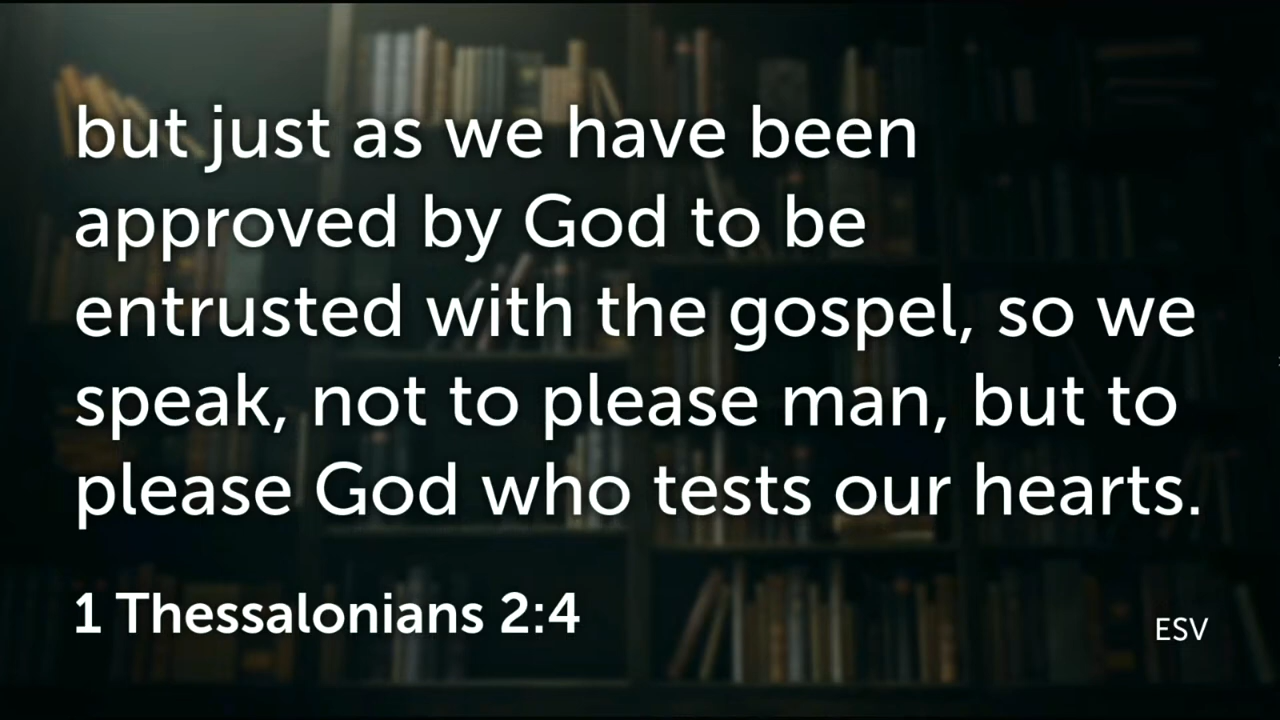 but just as we have been
approved by God to be
entrusted with the gospel, so we
speak, not to please man, but to
please God who tests our hearts.
1 Thessalonians 2:4
ESV